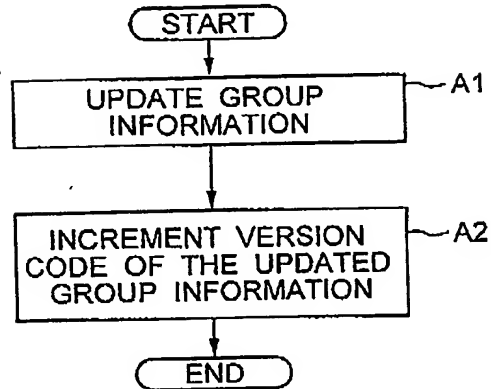 START
UPDATE GROUP
INFORMATION
A1
INCREMENT VERSION
CODE OF THE UPDATED
GROUP INFORMATION
A2
END